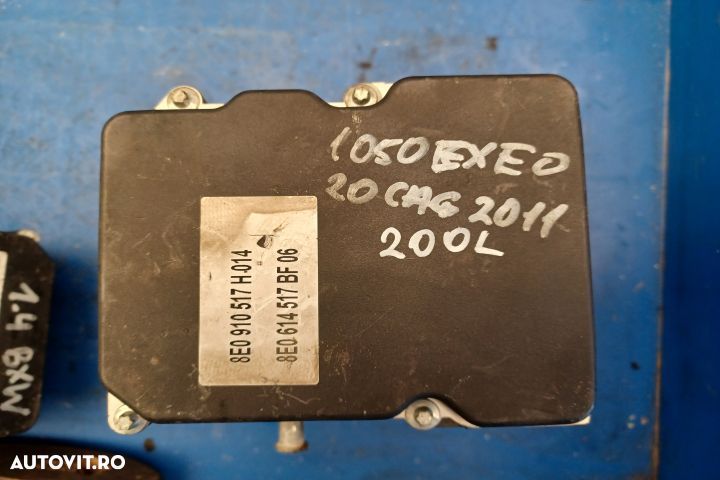 1050 EXEO
20 CAG 2011
200L
8E0 910 517 H 014
8E0 614 517 BF 06
1.4 BXW
AUTOVIT.RO